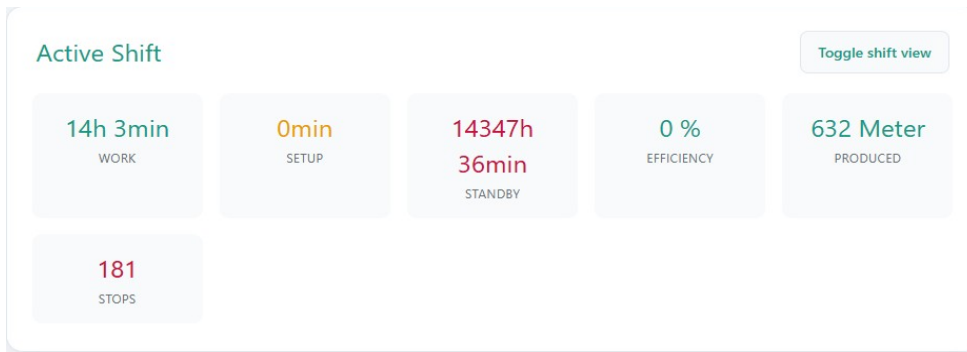 Active Shift
Toggle shift view
14h 3min
WORK
0min
SETUP
14347h
36min
STANDBY
0 %
EFFICIENCY
632 Meter
PRODUCED
181
STOPS